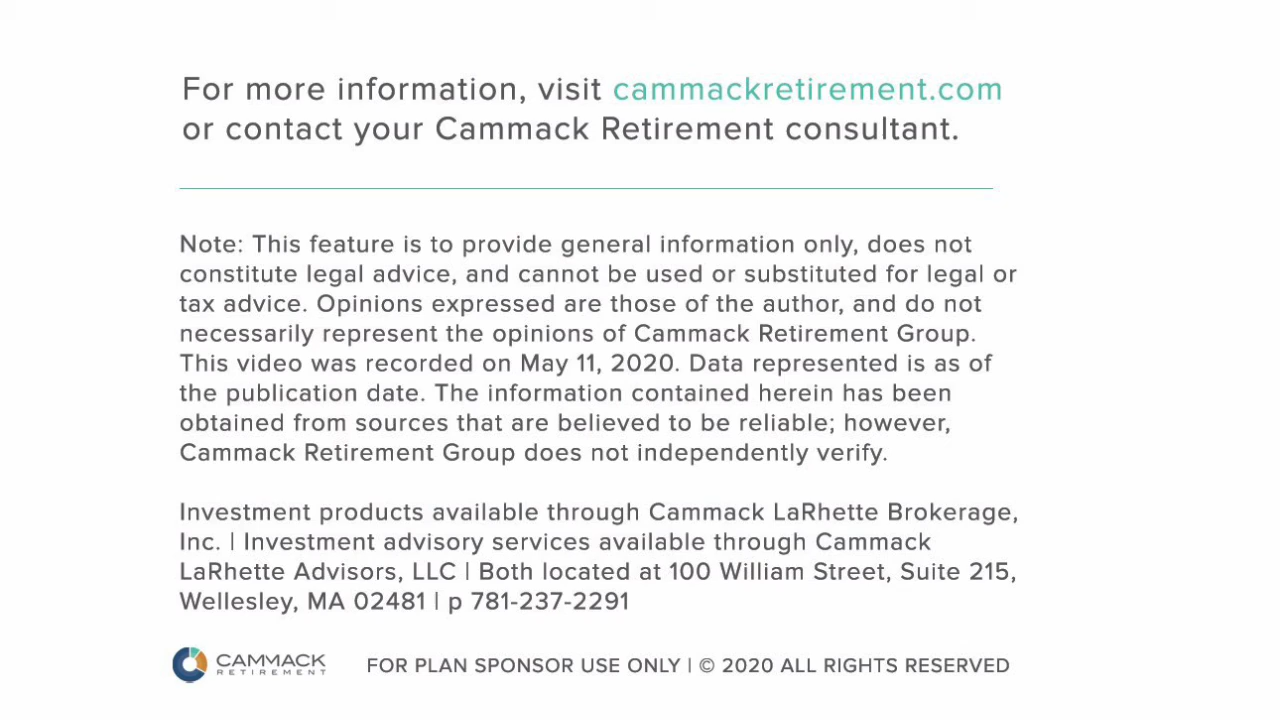 For more information, visit cammackretirement.com
or contact your Cammack Retirement consultant.
Note: This feature is to provide general information only, does not
constitute legal advice, and cannot be used or substituted for legal or
tax advice. Opinions expressed are those of the author, and do not
necessarily represent the opinions of Cammack Retirement Group.
This video was recorded on May 11, 2020. Data represented is as of
the publication date. The information contained herein has been
obtained from sources that are believed to be reliable; however,
Cammack Retirement Group does not independently verify.
Investment products available through Cammack LaRhette Brokerage,
Inc. | Investment advisory services available through Cammack
LaRhette Advisors, LLC | Both located at 100 William Street, Suite 215,
Wellesley, MA 02481 | p 781-237-2291
CAMMACK
RETIREMENT
FOR PLAN SPONSOR USE ONLY | © 2020 ALL RIGHTS RESERVED